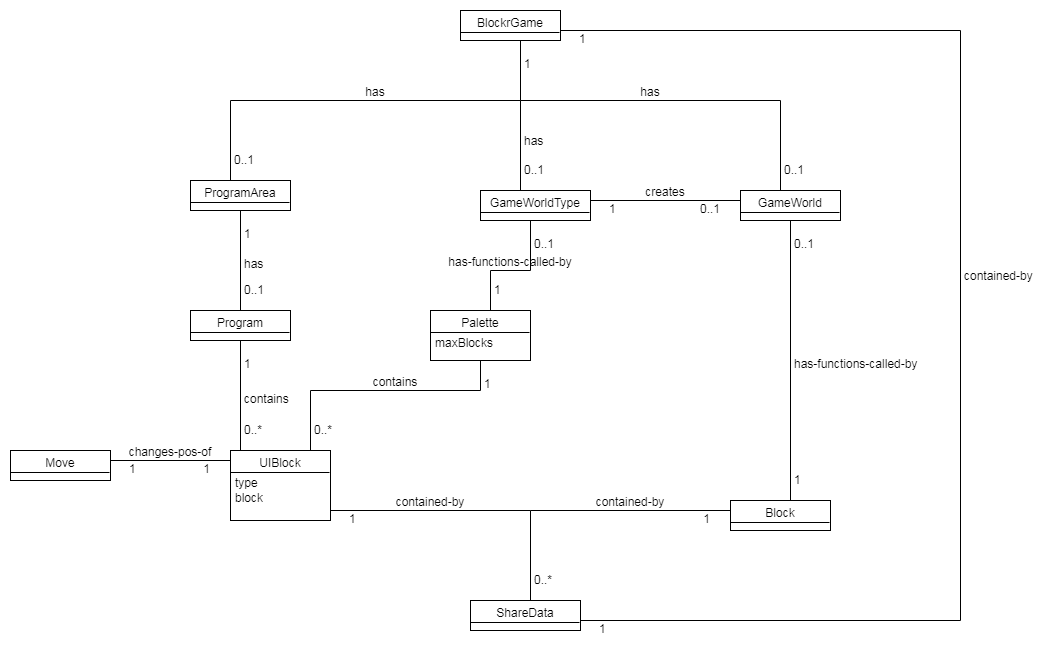 BlockrGame
1
1
has
has
has
0..1
0..1
0..1
ProgramArea
GameWorldType
creates
1
0..1
GameWorld
1
has
0..1
0..1
has-functions-called-by
1
0..1
contained-by
Program
Palette
maxBlocks
1
contains
0..*
contains
1
0..*
has-functions-called-by
1
Move
changes-pos-of
1
1
UIBlock
type
block
contained-by
1
contained-by
1
Block
0..*
ShareData
1